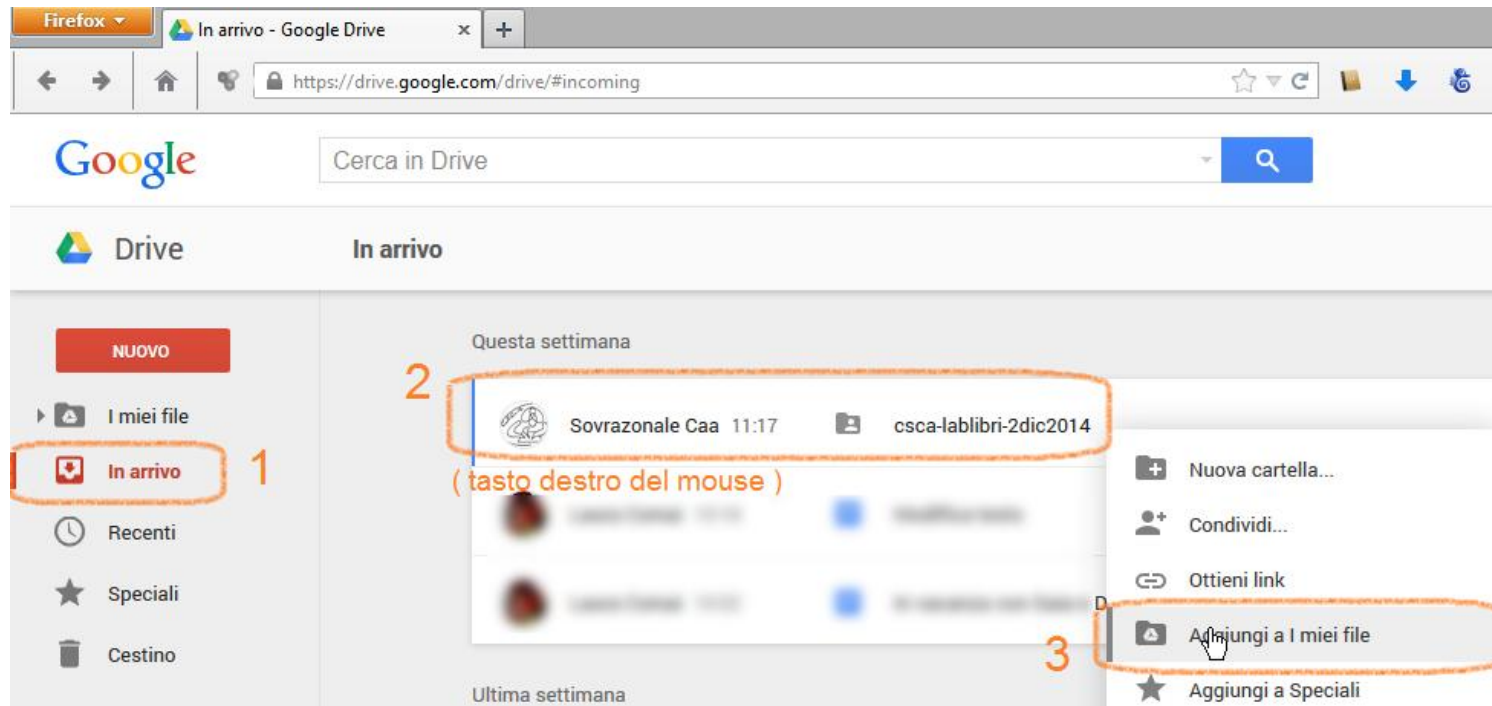 Firefox
In arrivo - Google Drive
https://drive.google.com/drive/#incoming
Google
Cerca in Drive
Drive
In arrivo
NUOVO
Questa settimana
2
I miei file
Sovrazonale Caa 11:17 csca-lablibri-2dic2014
In arrivo
1
( tasto destro del mouse )
Nuova cartella...
Recenti
Condividi...
Speciali
Ottieni link
D
3
Aggiungi a I miei file
Cestino
Ultima settimana
Aggiungi a Speciali